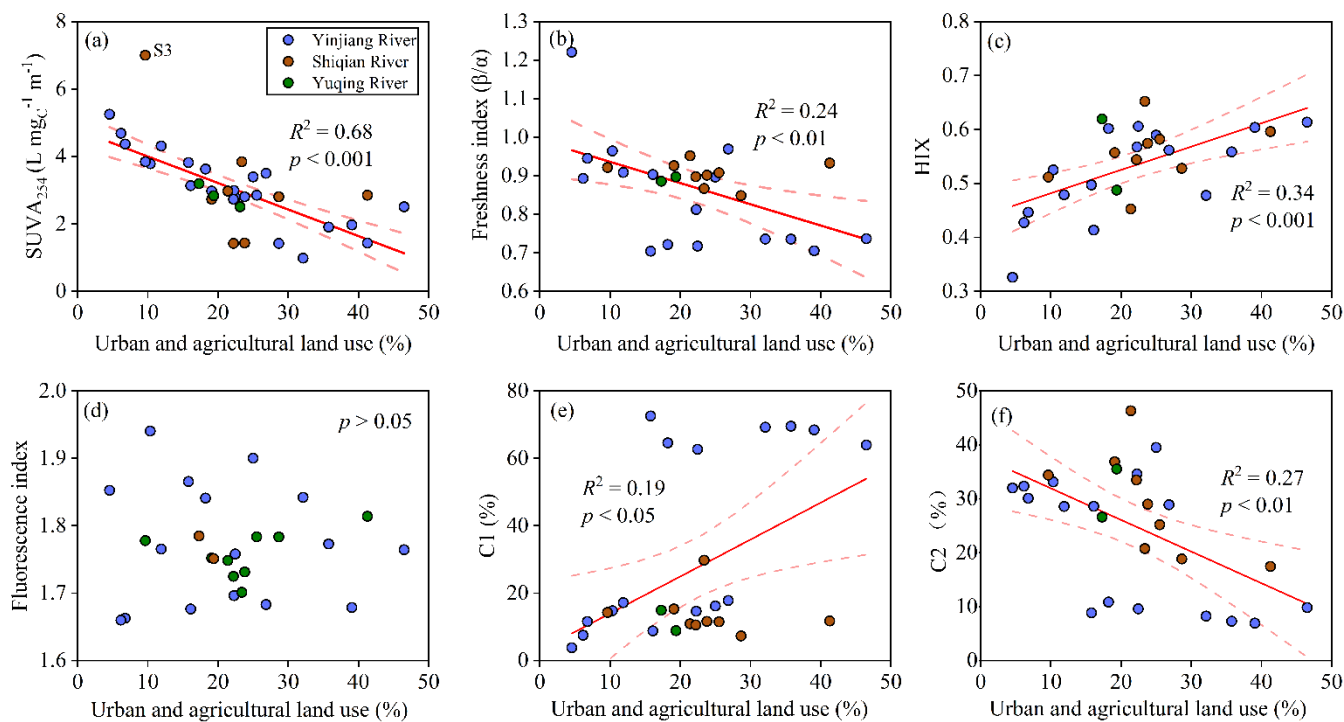 (a)
S3
Yinjiang River
Shiqian River
Yuqing River
R² = 0.68
p < 0.001
SUVA₂₅₄ (L mg_C⁻¹ m⁻¹)
8
6
4
2
0
0 10 20 30 40 50
Urban and agricultural land use (%)
(b)
R² = 0.24
p < 0.01
Freshness index (β/α)
1.3
1.2
1.1
1.0
0.9
0.8
0.7
0.6
0 10 20 30 40 50
Urban and agricultural land use (%)
(c)
R² = 0.34
p < 0.001
HIX
0.8
0.7
0.6
0.5
0.4
0.3
0 10 20 30 40 50
Urban and agricultural land use (%)
(d)
p > 0.05
Fluorescence index
2.0
1.9
1.8
1.7
1.6
0 10 20 30 40 50
Urban and agricultural land use (%)
(e)
R² = 0.19
p < 0.05
C1 (%)
80
60
40
20
0
0 10 20 30 40 50
Urban and agricultural land use (%)
(f)
R² = 0.27
p < 0.01
C2 (%)
50
40
30
20
10
0
0 10 20 30 40 50
Urban and agricultural land use (%)